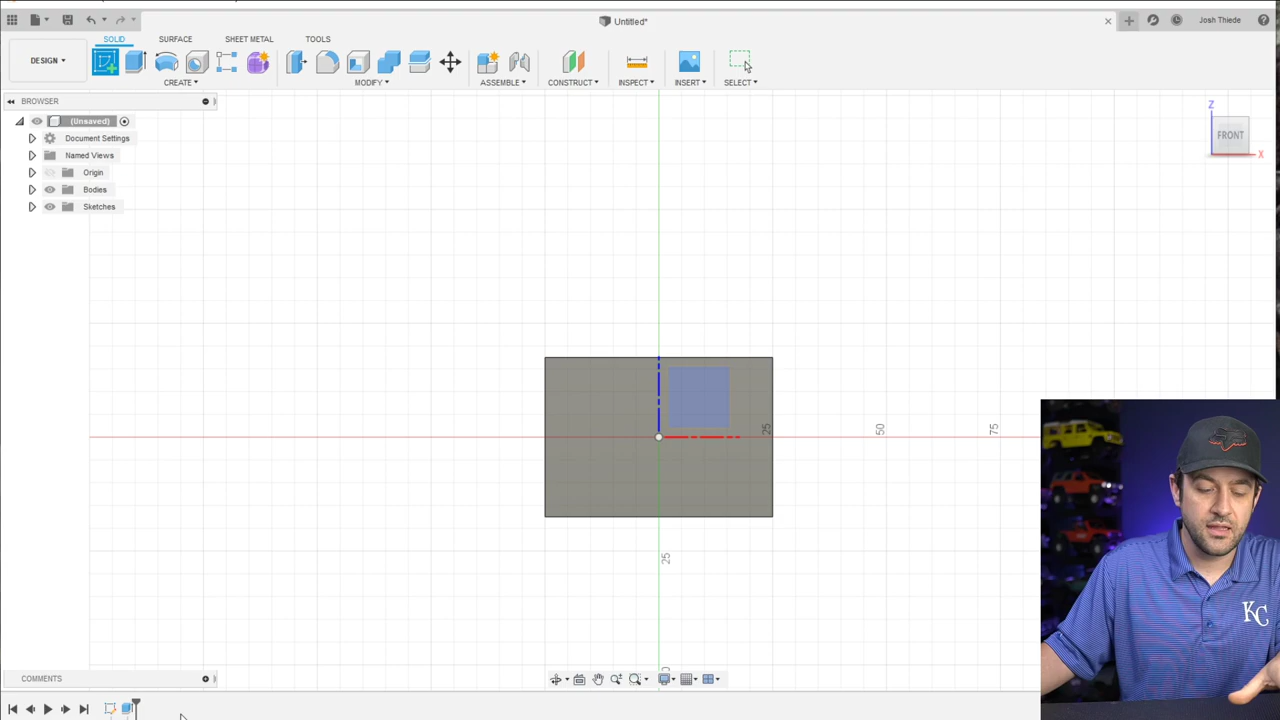 Untitled*
Josh Thiede
DESIGN
SOLID SURFACE SHEET METAL TOOLS
CREATE MODIFY ASSEMBLE CONSTRUCT INSPECT INSERT SELECT
BROWSER
(Unsaved)
Document Settings
Named Views
Origin
Bodies
Sketches
Z
FRONT
X
25
50
75
25
KC
COMMENTS